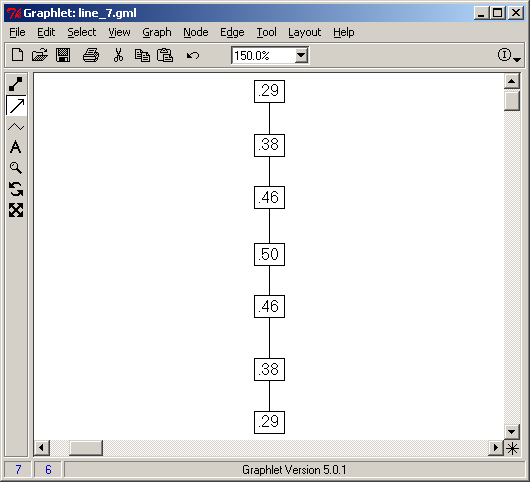 Graphlet: line_7.gml
File Edit Select View Graph Node Edge Tool Layout Help
150.0%
A
.29
.38
.46
.50
.46
.38
.29
7 6 Graphlet Version 5.0.1